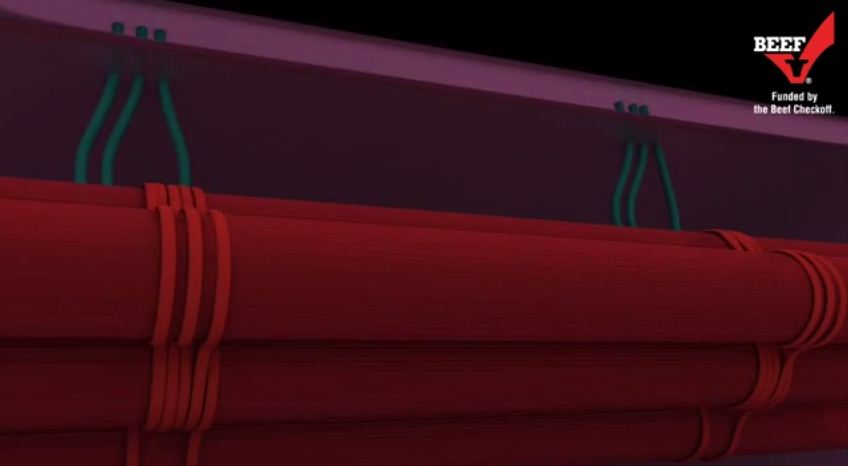 BEEF
Funded by
the Beef Checkoff.